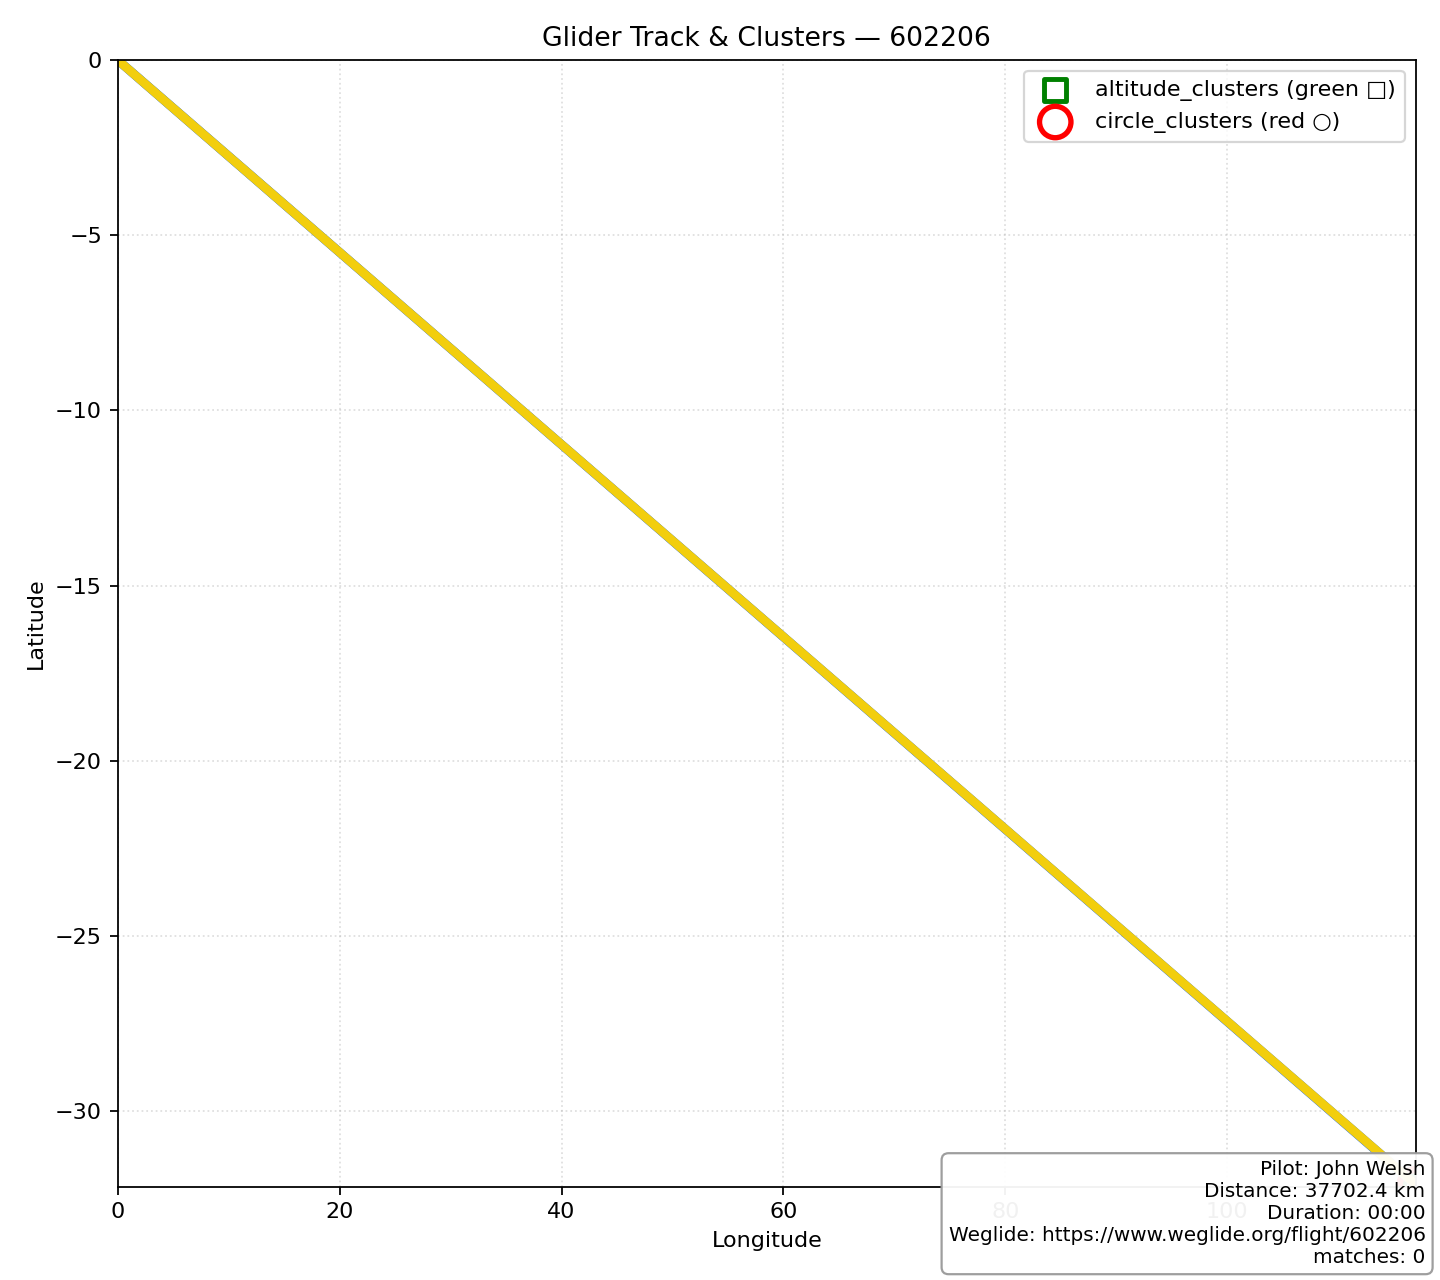 Glider Track & Clusters — 602206
altitude_clusters (green □)
circle_clusters (red ○)
0
−5
−10
−15
−20
−25
−30
Latitude
0
20
40
60
80
100
Longitude
Pilot: John Welsh
Distance: 37702.4 km
Duration: 00:00
Weglide: https://www.weglide.org/flight/602206
matches: 0